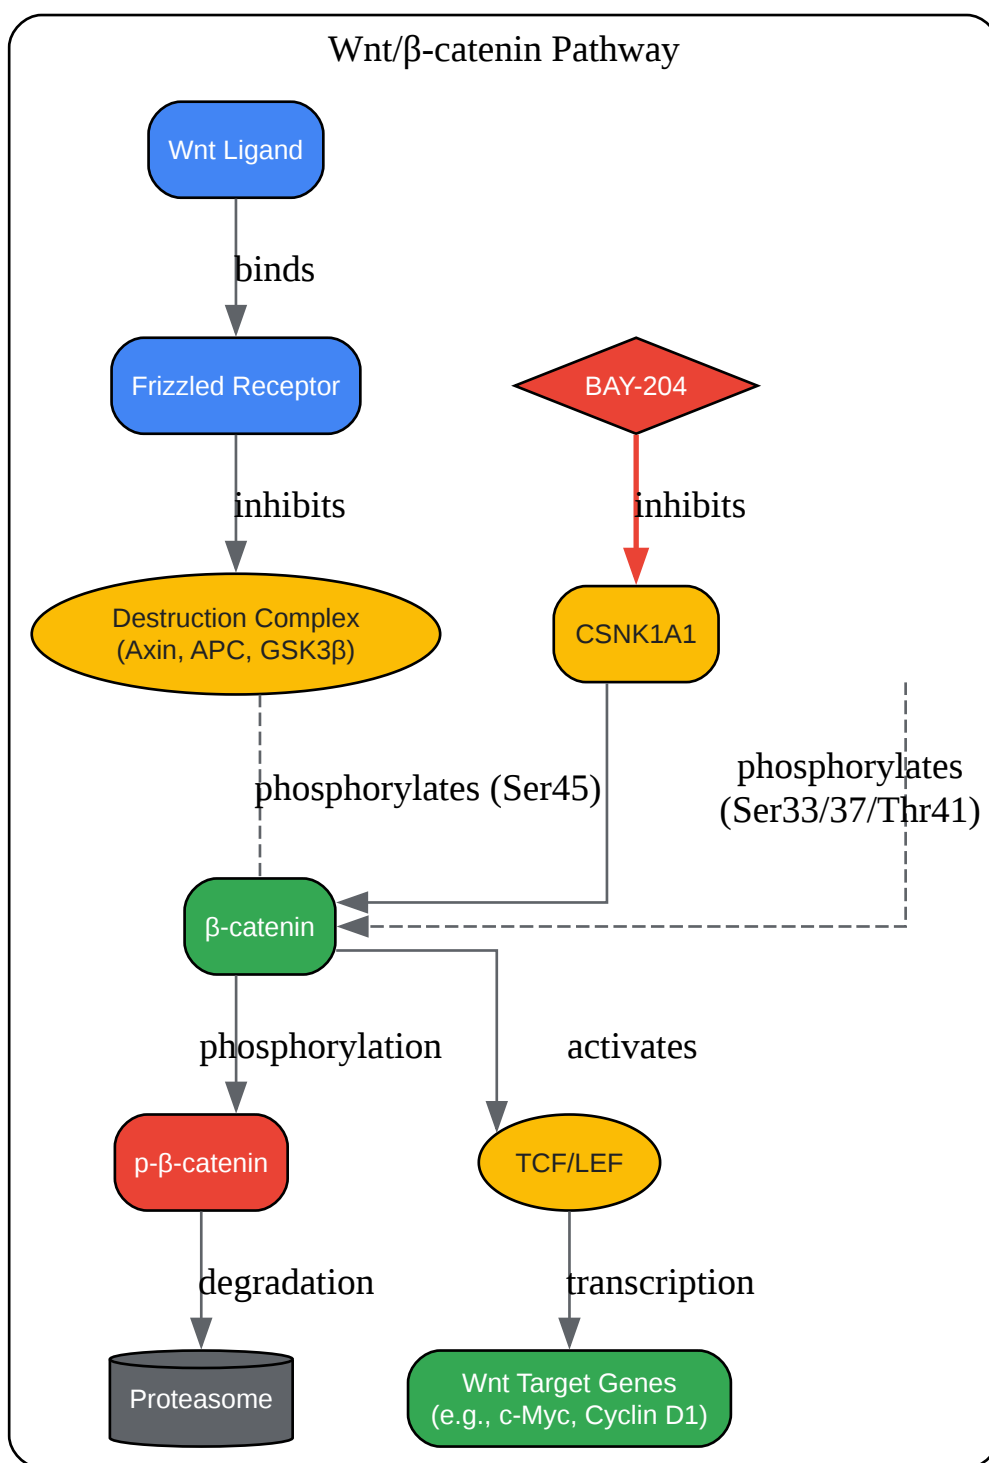 Wnt/β-catenin Pathway
Wnt Ligand
binds
Frizzled Receptor
BAY-204
inhibits
inhibits
Destruction Complex
(Axin, APC, GSK3β)
CSNK1A1
phosphorylates (Ser45)
phosphorylates
(Ser33/37/Thr41)
β-catenin
phosphorylation
activates
p-β-catenin
TCF/LEF
degradation
transcription
Proteasome
Wnt Target Genes
(e.g., c-Myc, Cyclin D1)